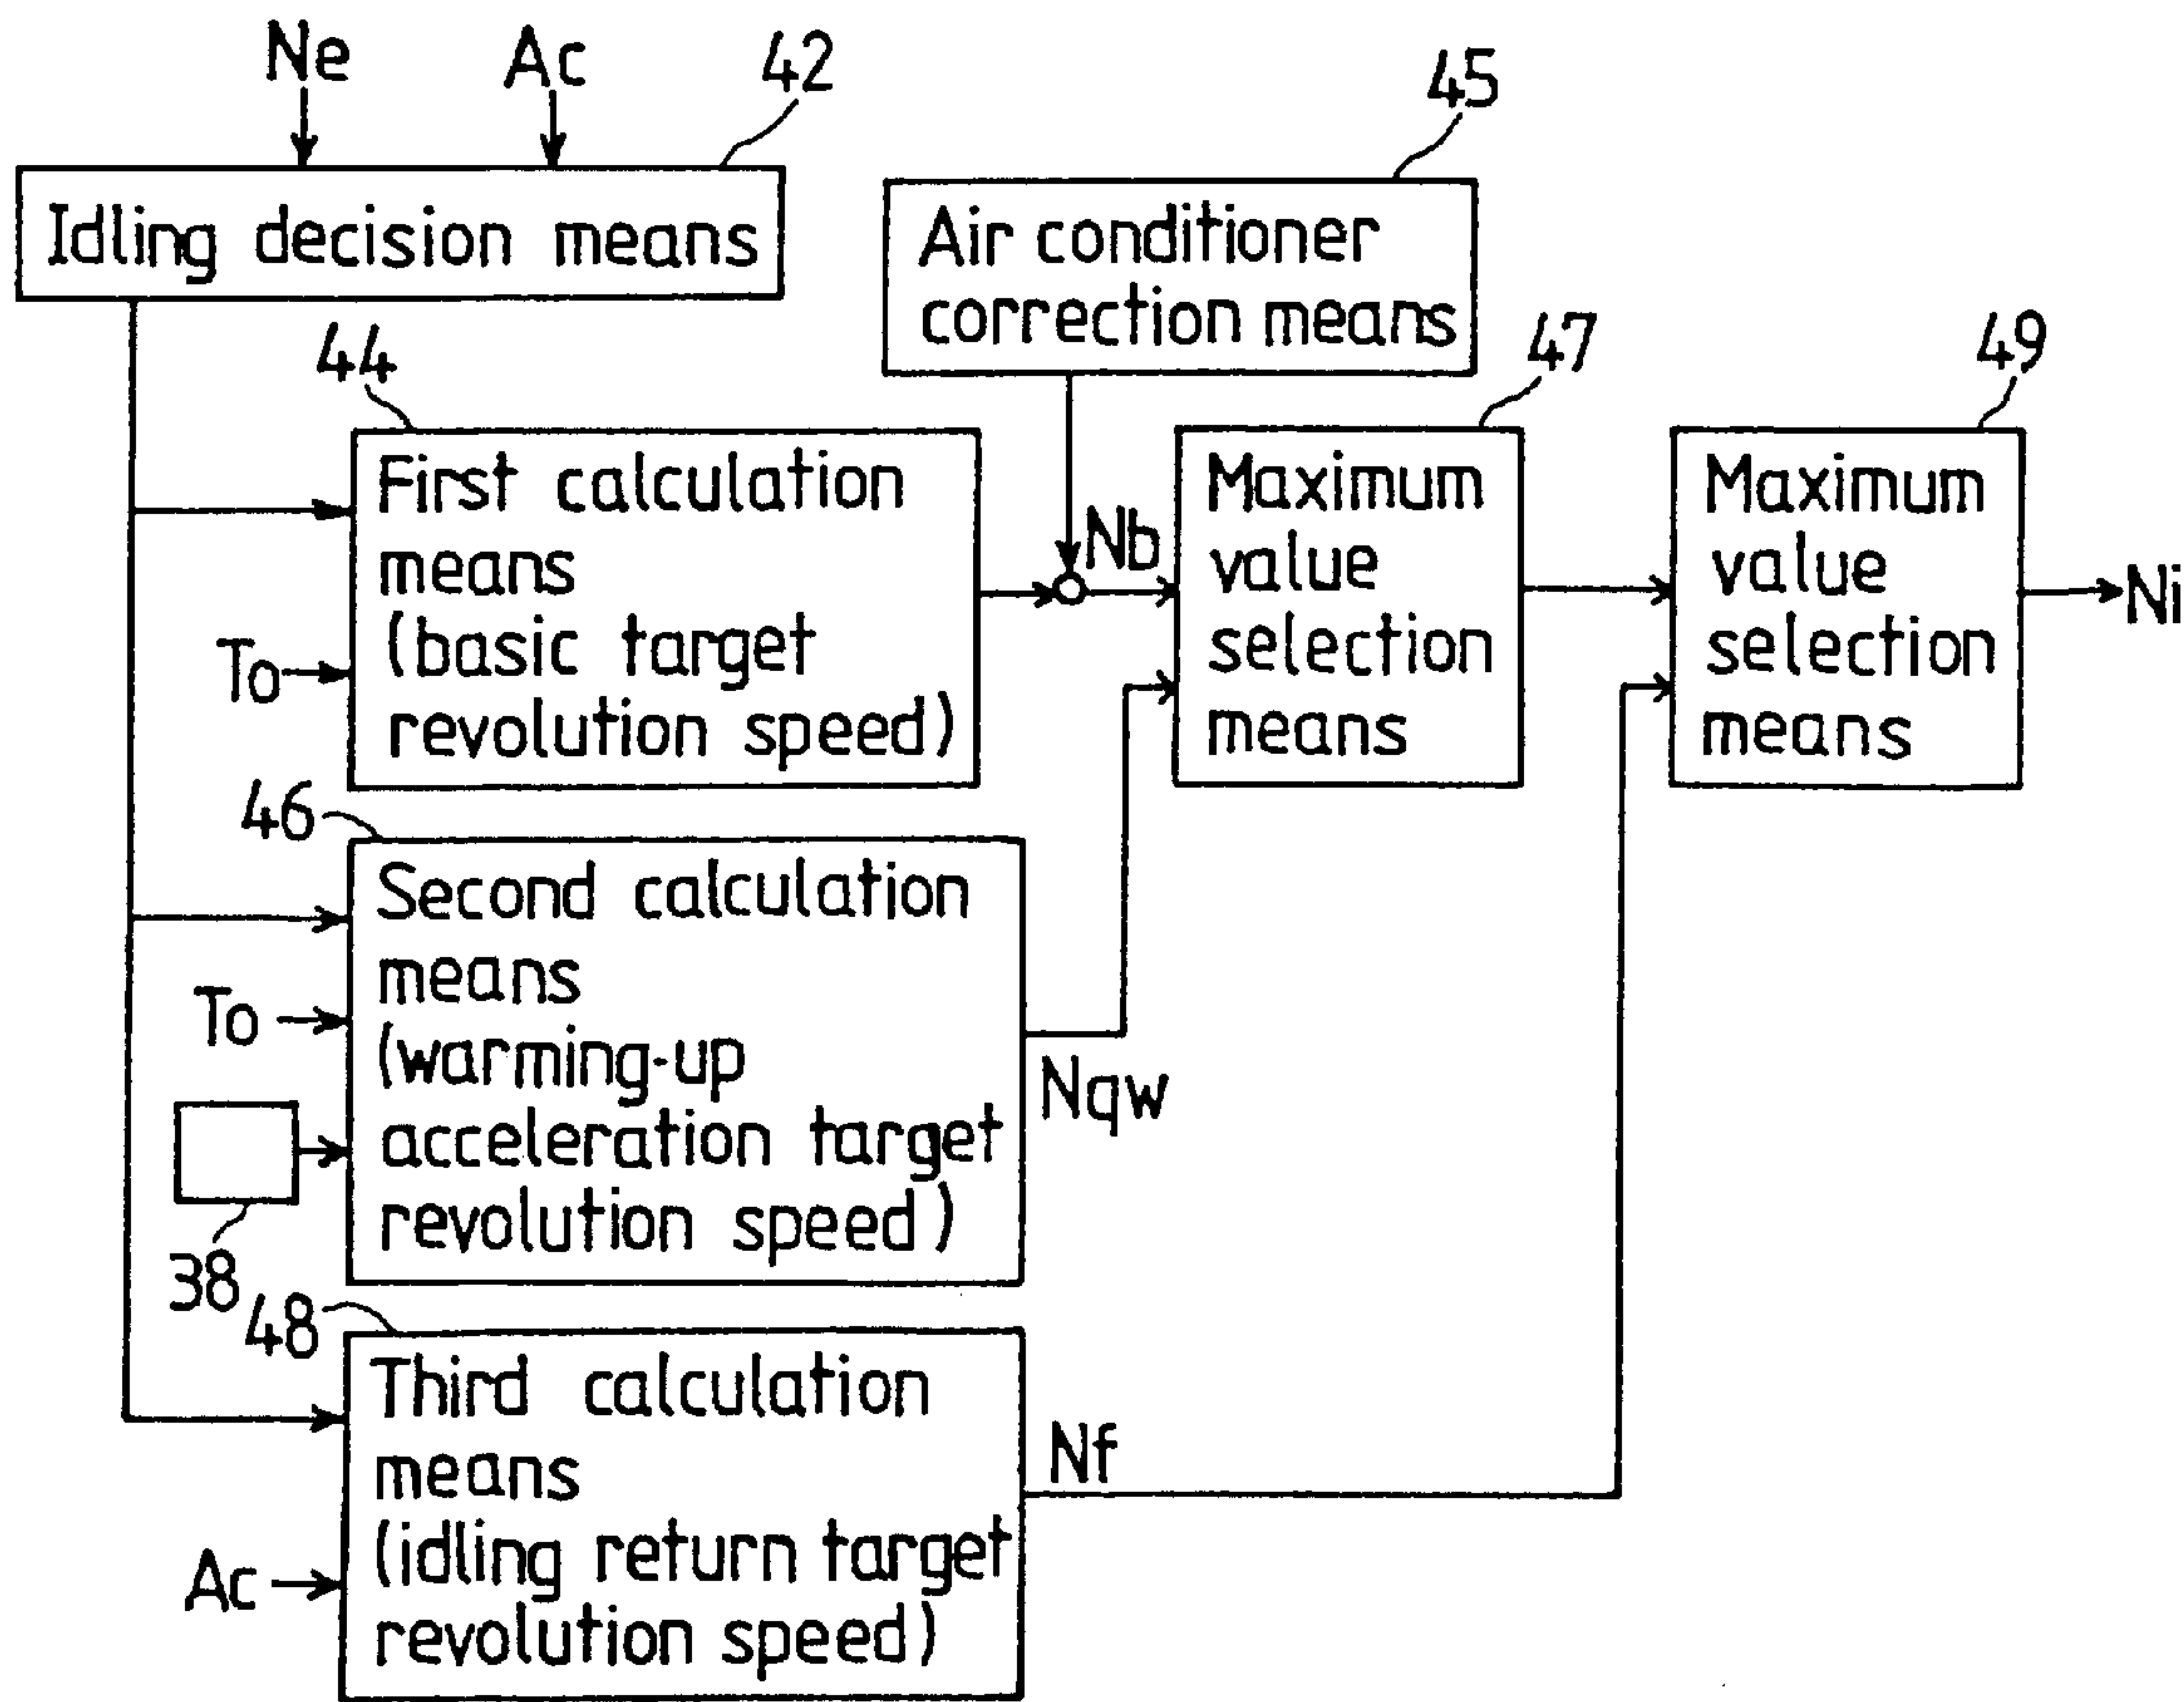 Ne
Ac
42
45
Idling decision means
Air conditioner
correction means
44
47
49
First calculation
means
(basic target
revolution speed)
To
Nb
Maximum
value
selection
means
Maximum
value
selection
means
Ni
46
Second calculation
means
(warming-up
acceleration target
revolution speed)
To
38
Nqw
48
Third calculation
means
(idling return target
revolution speed)
Ac
Nf